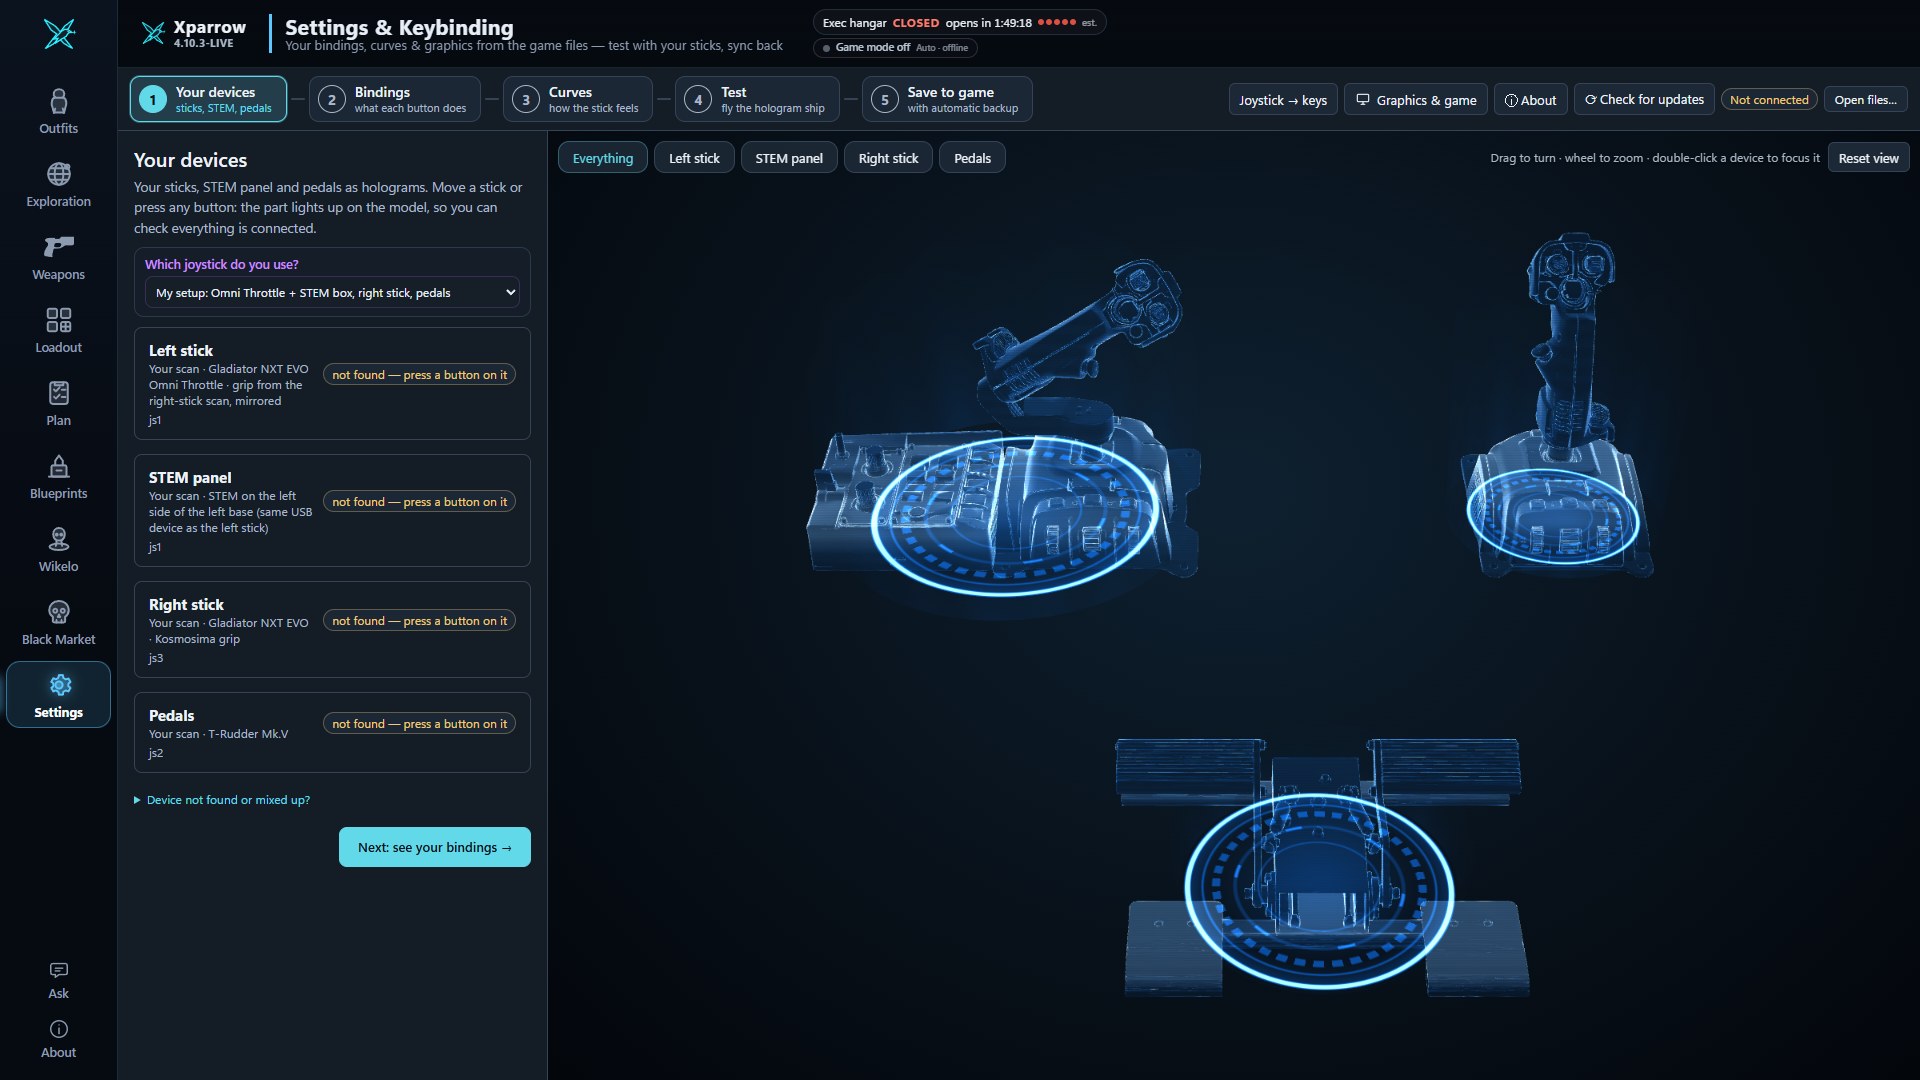 Xparrow
4.10.3-LIVE
Settings & Keybinding
Your bindings, curves & graphics from the game files — test with your sticks, sync back
Exec hangar CLOSED opens in 1:49:18 est.
Game mode off Auto · offline
1 Your devices
sticks, STEM, pedals
2 Bindings
what each button does
3 Curves
how the stick feels
4 Test
fly the hologram ship
5 Save to game
with automatic backup
Joystick → keys
Graphics & game
About
Check for updates
Not connected
Open files...
Outfits
Exploration
Weapons
Loadout
Plan
Blueprints
Wikelo
Black Market
Settings
Ask
About
Your devices
Your sticks, STEM panel and pedals as holograms. Move a stick or
press any button: the part lights up on the model, so you can
check everything is connected.
Which joystick do you use?
My setup: Omni Throttle + STEM box, right stick, pedals
Left stick
Your scan · Gladiator NXT EVO
Omni Throttle · grip from the
right-stick scan, mirrored
js1
not found — press a button on it
STEM panel
Your scan · STEM on the left
side of the left base (same USB
device as the left stick)
js1
not found — press a button on it
Right stick
Your scan · Gladiator NXT EVO
· Kosmosima grip
js3
not found — press a button on it
Pedals
Your scan · T-Rudder Mk.V
js2
not found — press a button on it
Device not found or mixed up?
Next: see your bindings →
Everything
Left stick
STEM panel
Right stick
Pedals
Drag to turn · wheel to zoom · double-click a device to focus it
Reset view